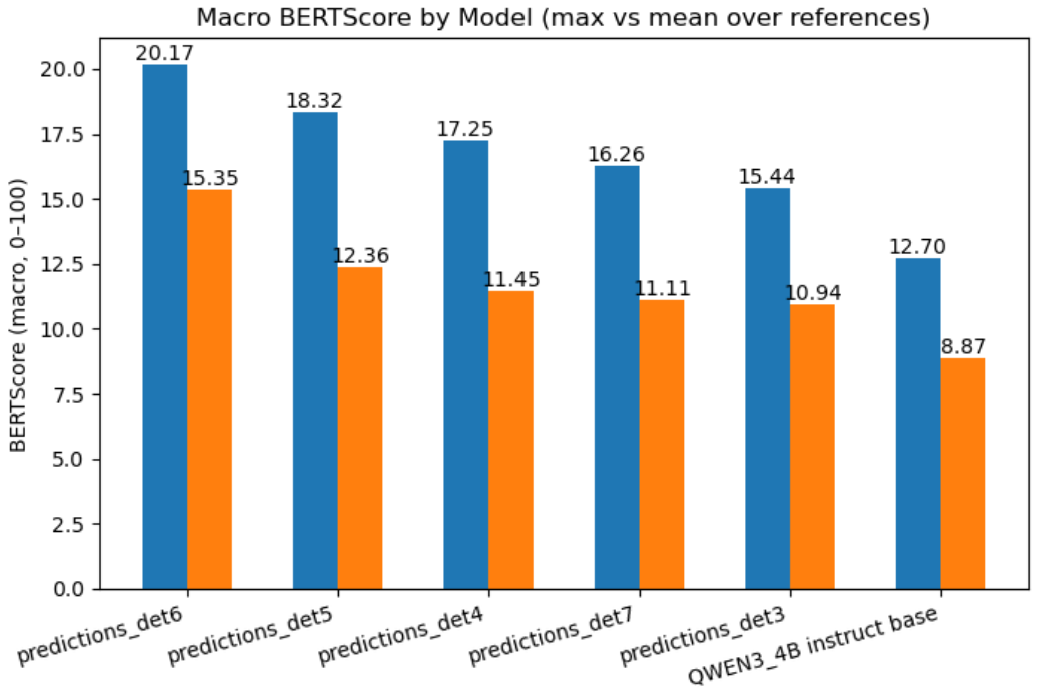 Macro BERTScore by Model (max vs mean over references)
BERTScore (macro, 0–100)
20.0
17.5
15.0
12.5
10.0
7.5
5.0
2.5
0.0
20.17
15.35
18.32
12.36
17.25
11.45
16.26
11.11
15.44
10.94
12.70
8.87
predictions_det6
predictions_det5
predictions_det4
predictions_det7
predictions_det3
QWEN3_4B instruct base